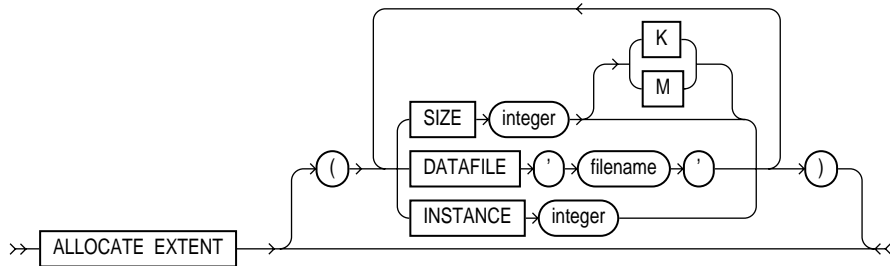 K
M
SIZE integer
( DATAFILE ' filename ' )
INSTANCE integer
ALLOCATE EXTENT